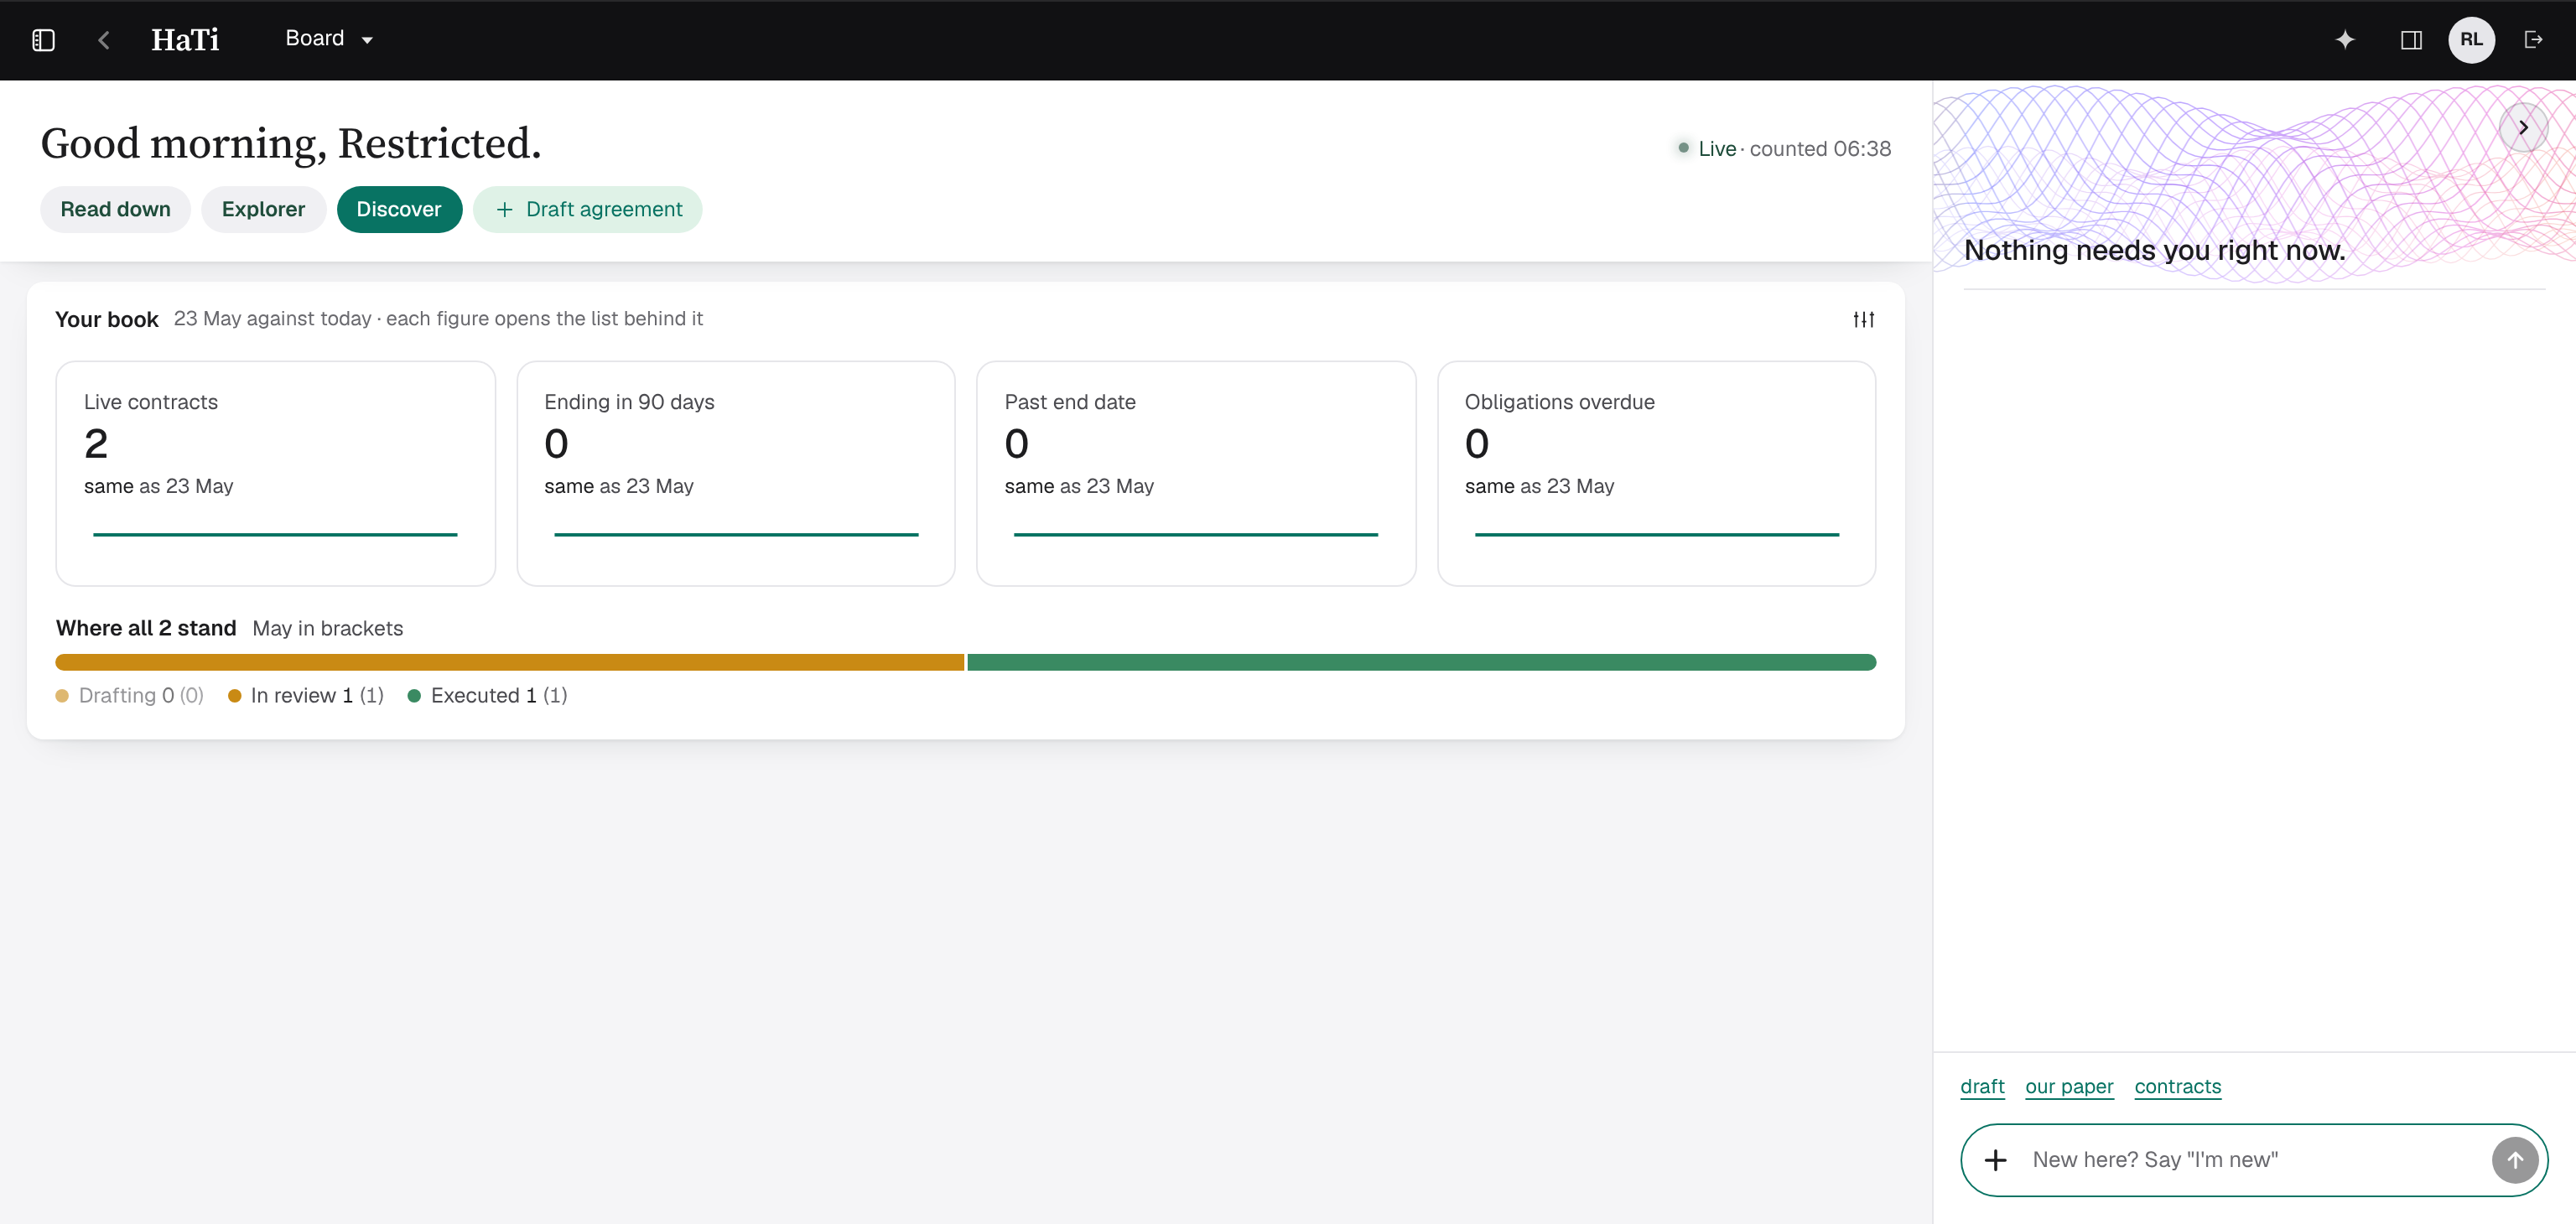 HaTi
Board
RL
Good morning, Restricted.
Live · counted 06:38
Read down
Explorer
Discover
+ Draft agreement
Your book 23 May against today · each figure opens the list behind it
Live contracts
2
same as 23 May
Ending in 90 days
0
same as 23 May
Past end date
0
same as 23 May
Obligations overdue
0
same as 23 May
Where all 2 stand May in brackets
Drafting 0 (0) In review 1 (1) Executed 1 (1)
Nothing needs you right now.
draft our paper contracts
New here? Say "I'm new"